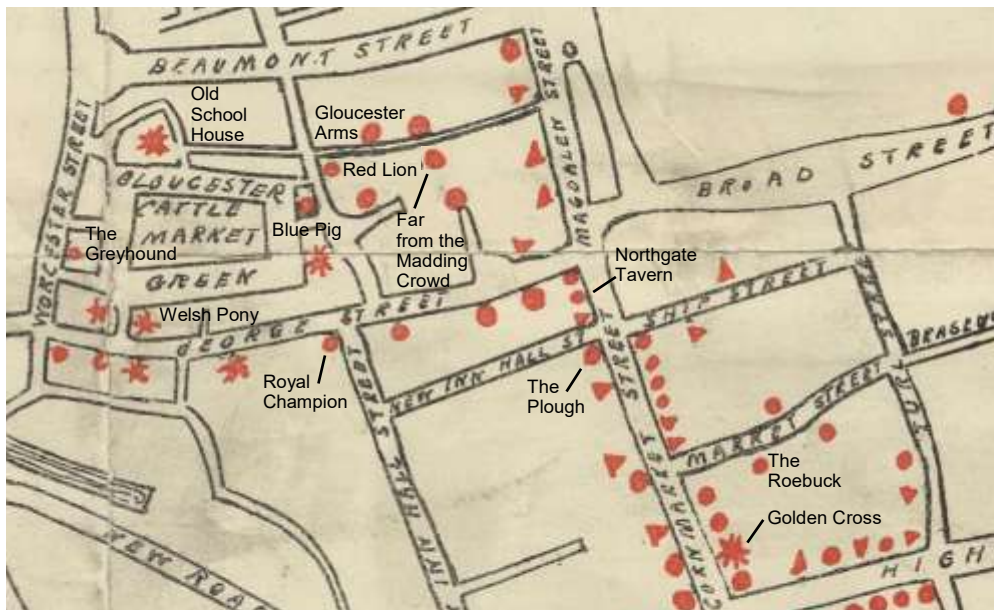 BEAUMONT STREET
STREET
Old
School
House
Gloucester
Arms
BROAD STREET
MAGDALEN
WORCESTER STREET
Red Lion
GLOUCESTER
CATTLE
MARKET
GREEN
Blue Pig
The
Greyhound
Far
from the
Madding
Crowd
Northgate
Tavern
SHIP STREET
Welsh Pony
GEORGE STREET
NEW INN HALL ST
BRASENO
TURL STREET
Royal
Champion
The
Plough
INN HALL STREET
CORNMARKET STREET
MARKET STREET
The
Roebuck
Golden Cross
NEW ROAD
HIGH